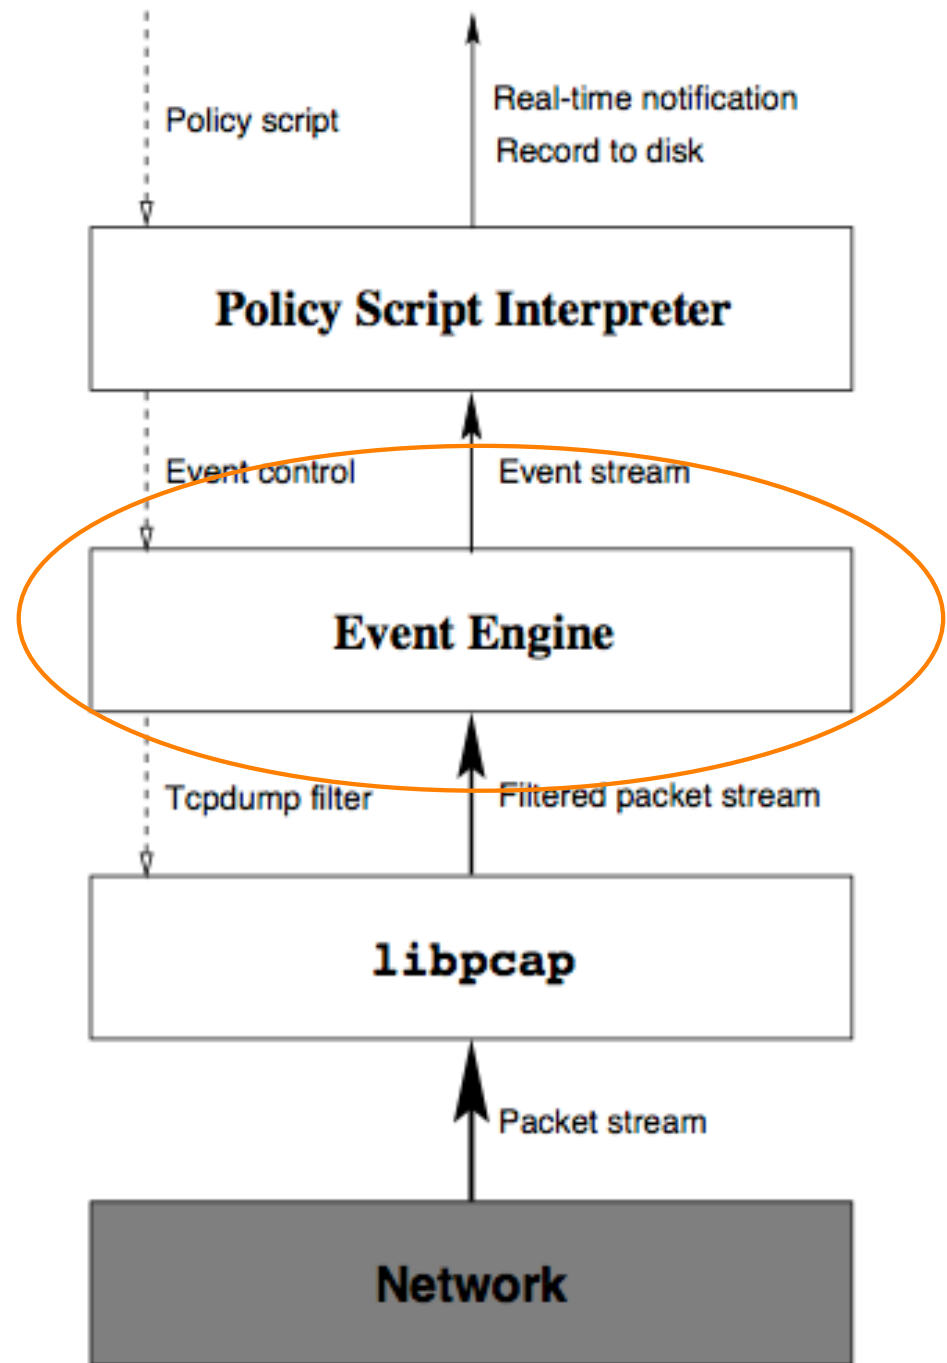 Policy script
Real-time notification
Record to disk
Policy Script Interpreter
Event control
Event stream
Event Engine
Tcpdump filter
Filtered packet stream
libpcap
Packet stream
Network